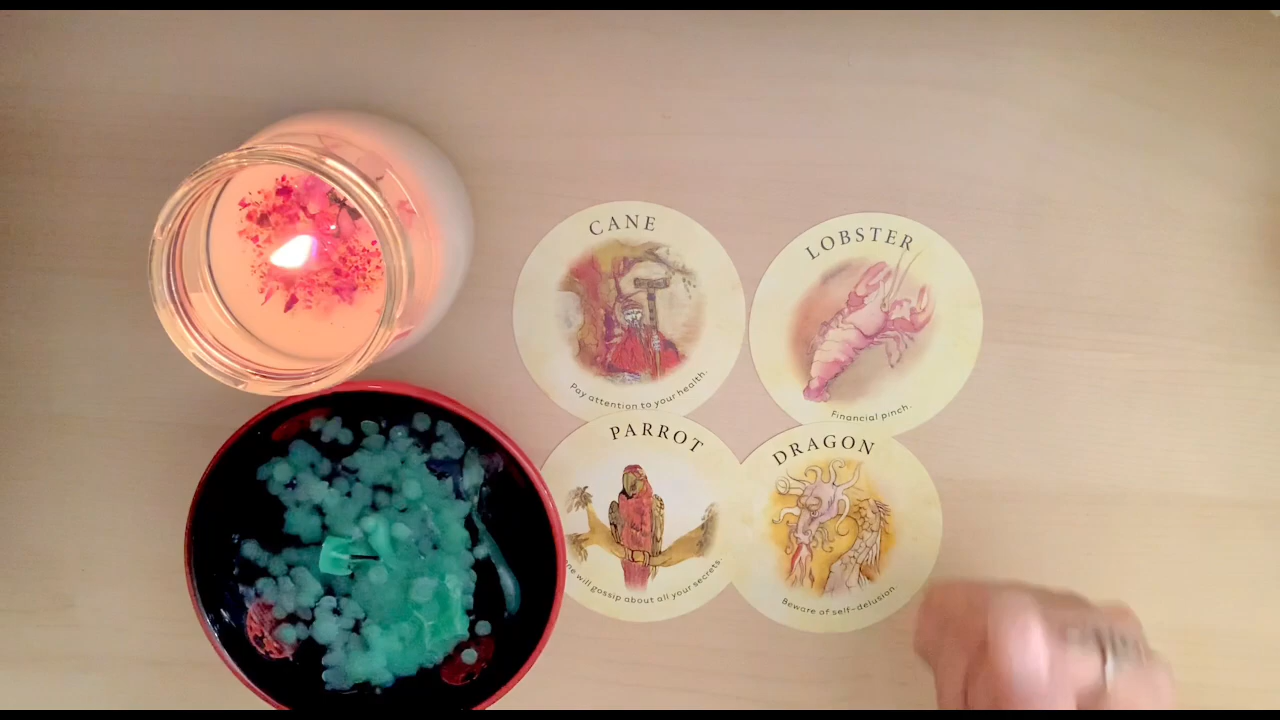 CANE
Pay attention to your health.
LOBSTER
Financial pinch.
PARROT
will gossip about all your secrets.
DRAGON
Beware of self-delusion.